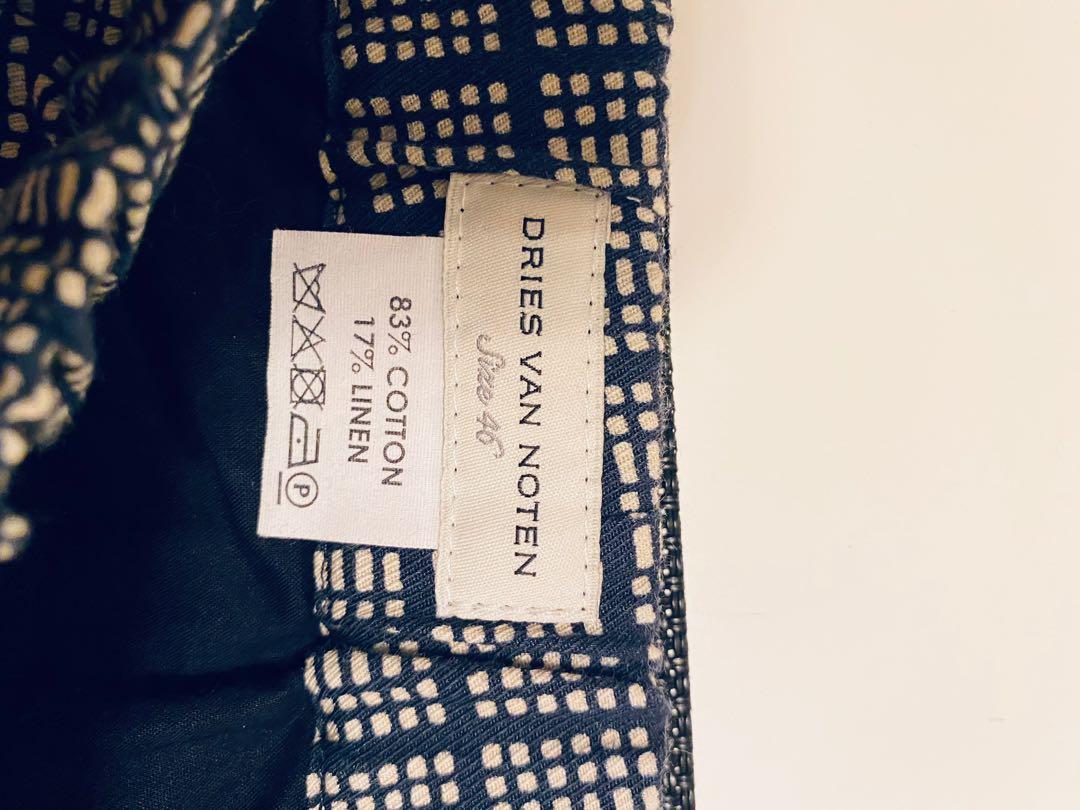 DRIES VAN NOTEN
Size 46
83% COTTON
17% LINEN
P